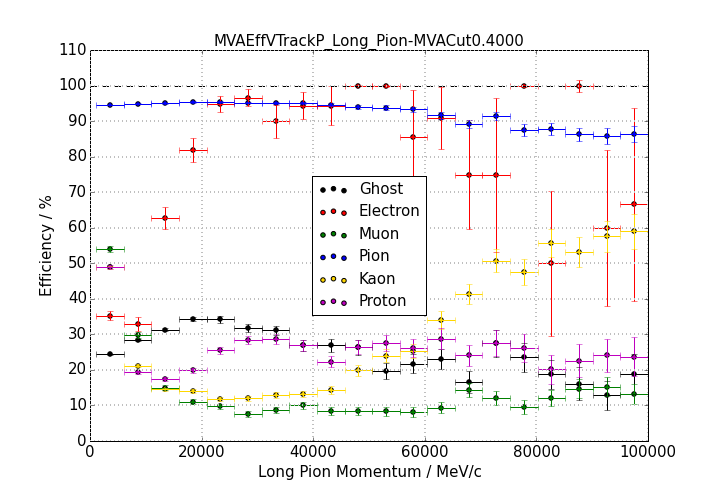 MVAEffVTrackP_Long_Pion-MVACut0.4000
110
100
90
80
70
60
50
40
30
20
10
0
Efficiency / %
Ghost
Electron
Muon
Pion
Kaon
Proton
0 20000 40000 60000 80000 100000
Long Pion Momentum / MeV/c